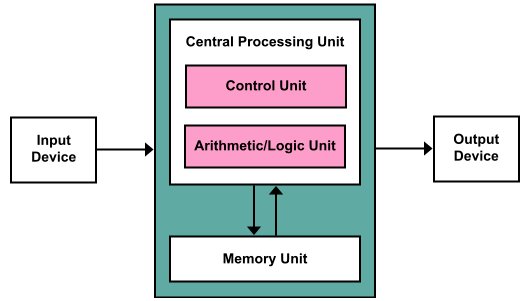 Central Processing Unit
Control Unit
Arithmetic/Logic Unit
Input
Device
Output
Device
Memory Unit